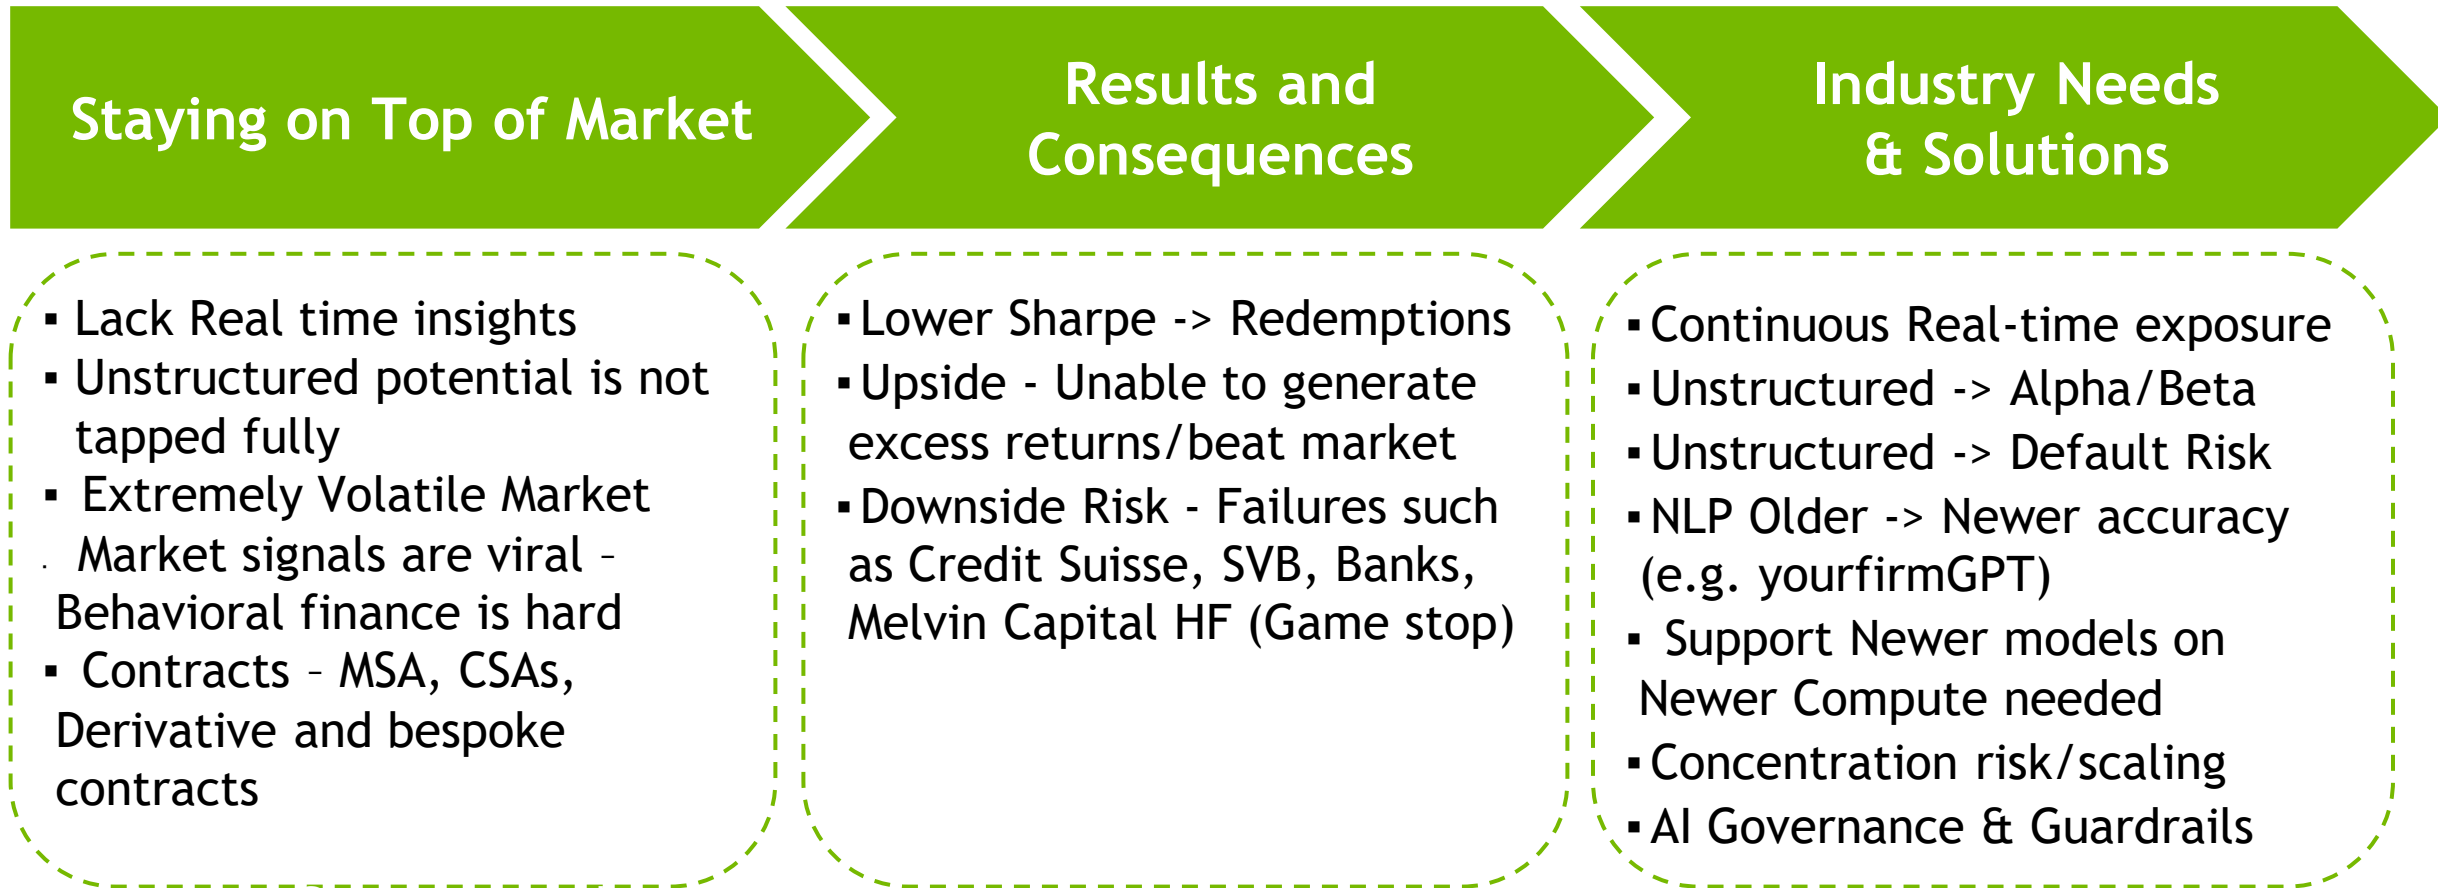 Staying on Top of Market
Results and
Consequences
Industry Needs
& Solutions
▪ Lack Real time insights
▪ Unstructured potential is not
tapped fully
▪ Extremely Volatile Market
. Market signals are viral –
Behavioral finance is hard
▪ Contracts – MSA, CSAs,
Derivative and bespoke
contracts
▪ Lower Sharpe -> Redemptions
▪ Upside - Unable to generate
excess returns/beat market
▪ Downside Risk - Failures such
as Credit Suisse, SVB, Banks,
Melvin Capital HF (Game stop)
▪ Continuous Real-time exposure
▪ Unstructured -> Alpha/Beta
▪ Unstructured -> Default Risk
▪ NLP Older -> Newer accuracy
(e.g. yourfirmGPT)
▪ Support Newer models on
Newer Compute needed
▪ Concentration risk/scaling
▪ AI Governance & Guardrails